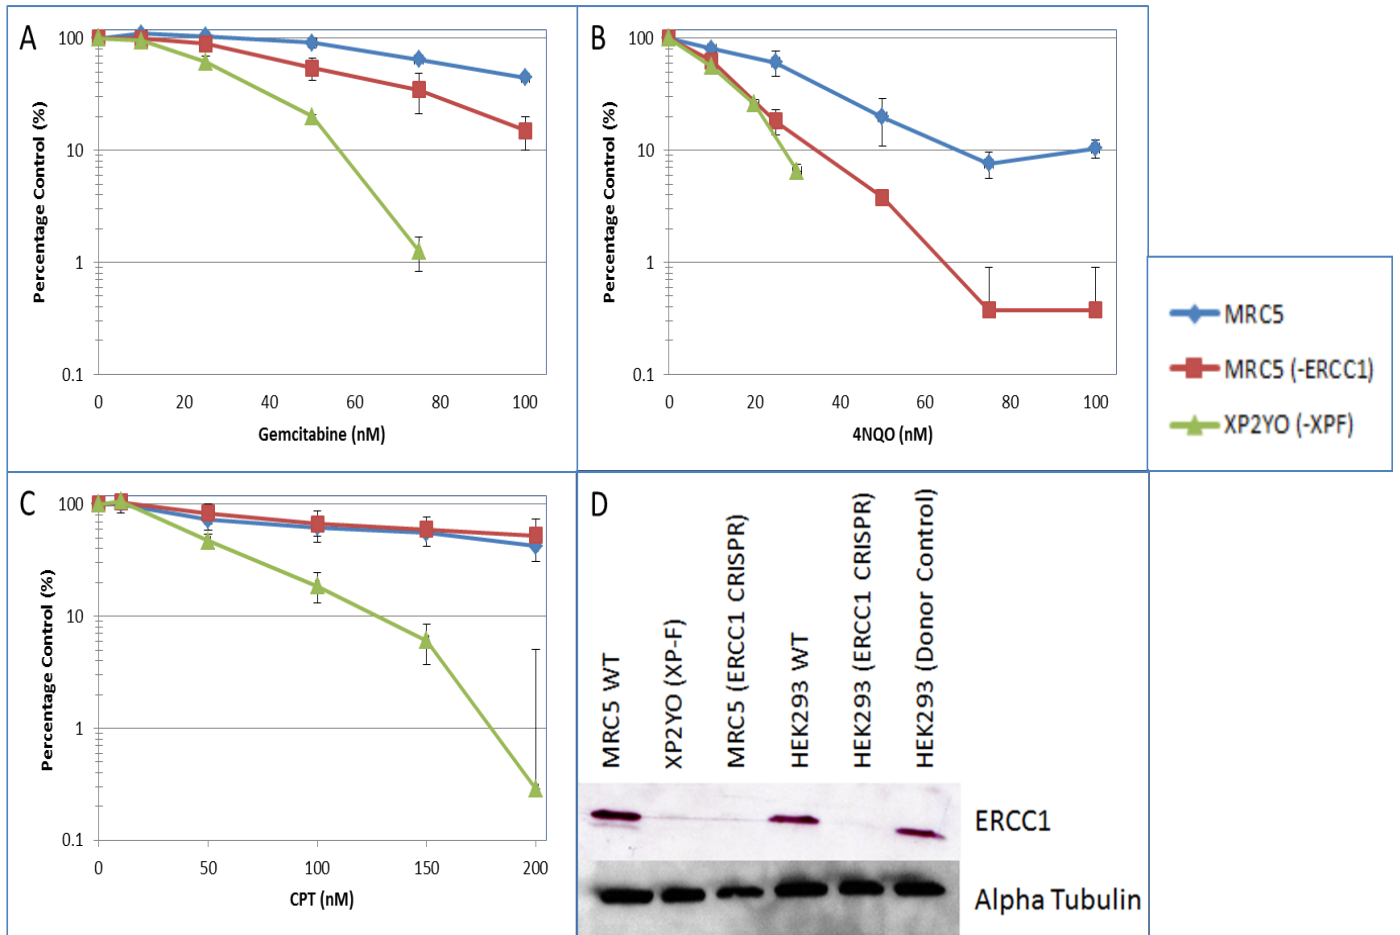 A
100
10
1
0.1
Percentage Control (%)
0
20
40
60
80
100
Gemcitabine (nM)
B
100
10
1
0.1
Percentage Control (%)
0
20
40
60
80
100
4NQO (nM)
MRC5
MRC5 (-ERCC1)
XP2YO (-XPF)
C
100
10
1
0.1
Percentage Control (%)
0
50
100
150
200
CPT (nM)
D
MRC5 WT
XP2YO (XP-F)
MRC5 (ERCC1 CRISPR)
HEK293 WT
HEK293 (ERCC1 CRISPR)
HEK293 (Donor Control)
ERCC1
Alpha Tubulin